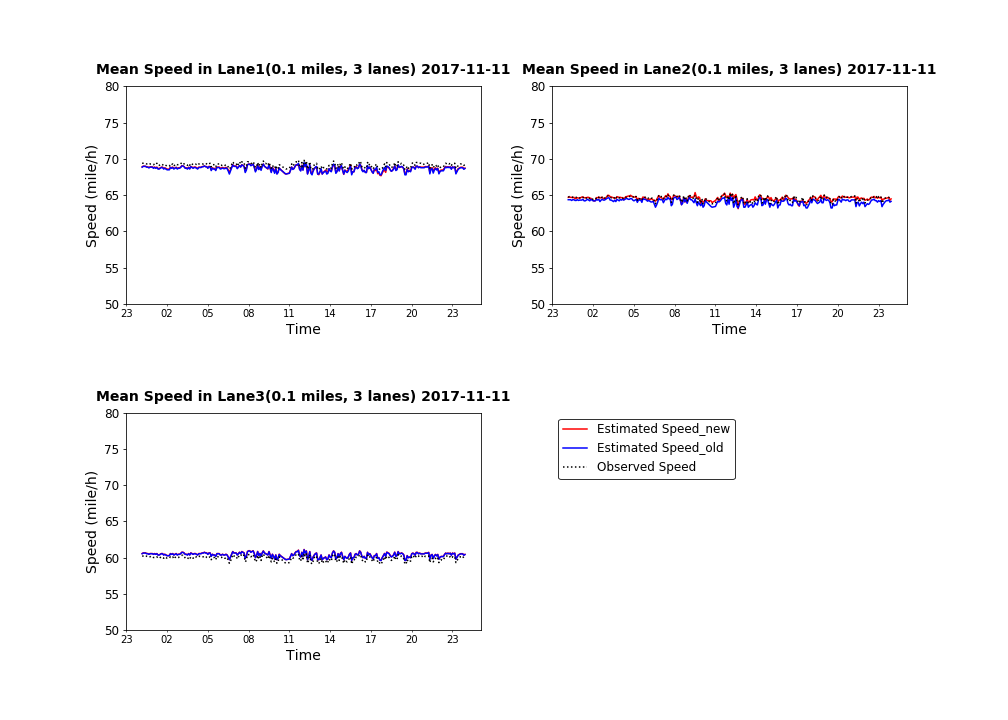 Mean Speed in Lane1(0.1 miles, 3 lanes) 2017-11-11
80
75
70
65
60
55
50
Speed (mile/h)
23 02 05 08 11 14 17 20 23
Time
Mean Speed in Lane2(0.1 miles, 3 lanes) 2017-11-11
80
75
70
65
60
55
50
Speed (mile/h)
23 02 05 08 11 14 17 20 23
Time
Mean Speed in Lane3(0.1 miles, 3 lanes) 2017-11-11
80
75
70
65
60
55
50
Speed (mile/h)
23 02 05 08 11 14 17 20 23
Time
Estimated Speed_new
Estimated Speed_old
Observed Speed